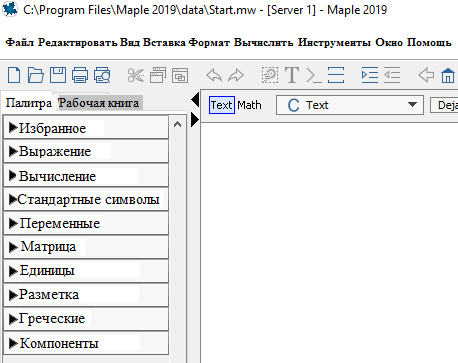 C:\Program Files\Maple 2019\data\Start.mw - [Server 1] - Maple 2019
Файл Редактировать Вид Вставка Формат Вычислить Инструменты Окно Помощь
Палитра Рабочая книга
Text Math C Text Deja
Избранное
Выражение
Вычисление
Стандартные символы
Переменные
Матрица
Единицы
Разметка
Греческие
Компоненты